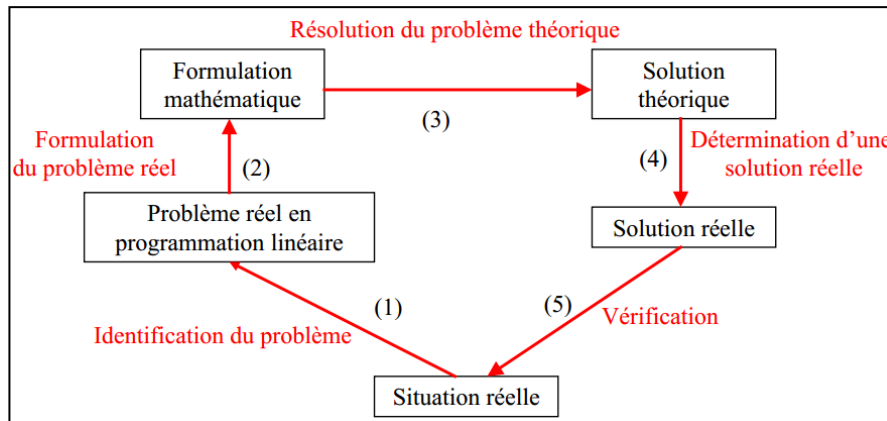 Résolution du problème théorique
Formulation
mathématique
Solution
théorique
(3)
Formulation
du problème réel
(2)
(4)
Détermination d’une
solution réelle
Problème réel en
programmation linéaire
Solution réelle
(1)
(5)
Identification du problème
Vérification
Situation réelle